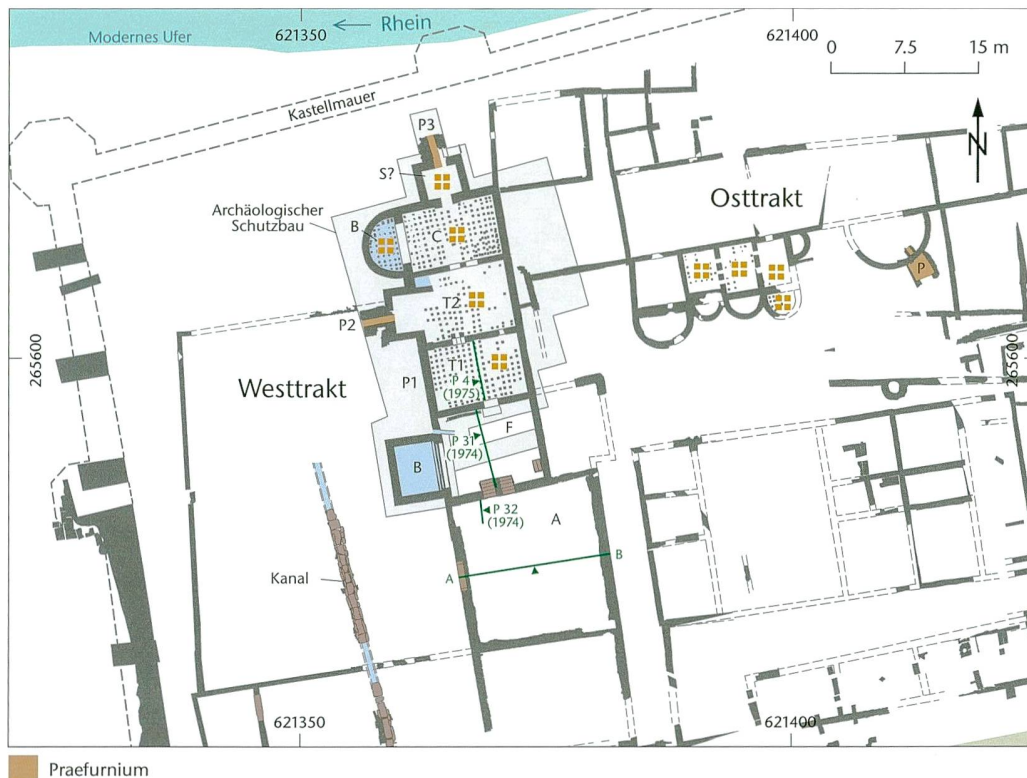 Modernes Ufer
621350
← Rhein
621400
0 7.5 15 m
Kastellmauer
N
P3
S?
Archäologischer
Schutzbau
Osttrakt
B
C
P
T2
P2
265600
265600
Westtrakt
P1
T1
P 41
(1975)
F
P 31
(1974)
B
P 32
(1974)
A
A
B
Kanal
621350
621400
Praefurnium